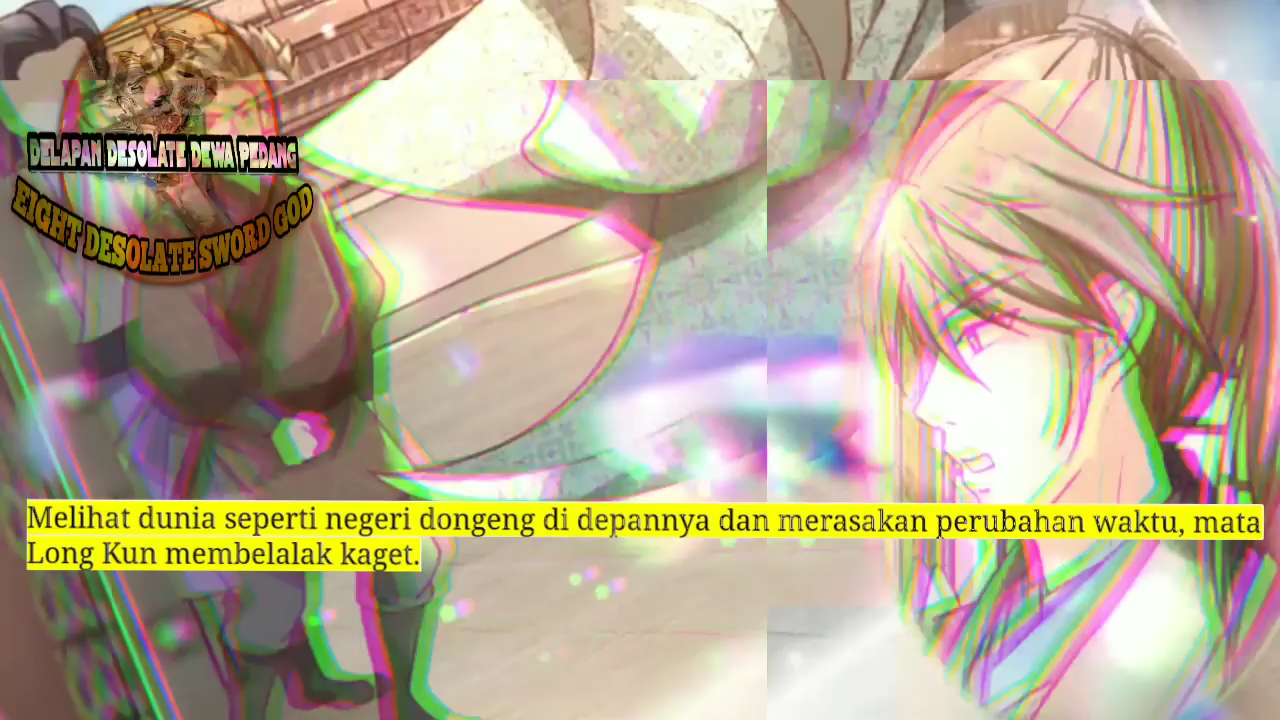 DELAPAN DESOLATE DEWA PEDANG
EIGHT DESOLATE SWORD GOD
Melihat dunia seperti negeri dongeng di depannya dan merasakan perubahan waktu, mata
Long Kun membelalak kaget.